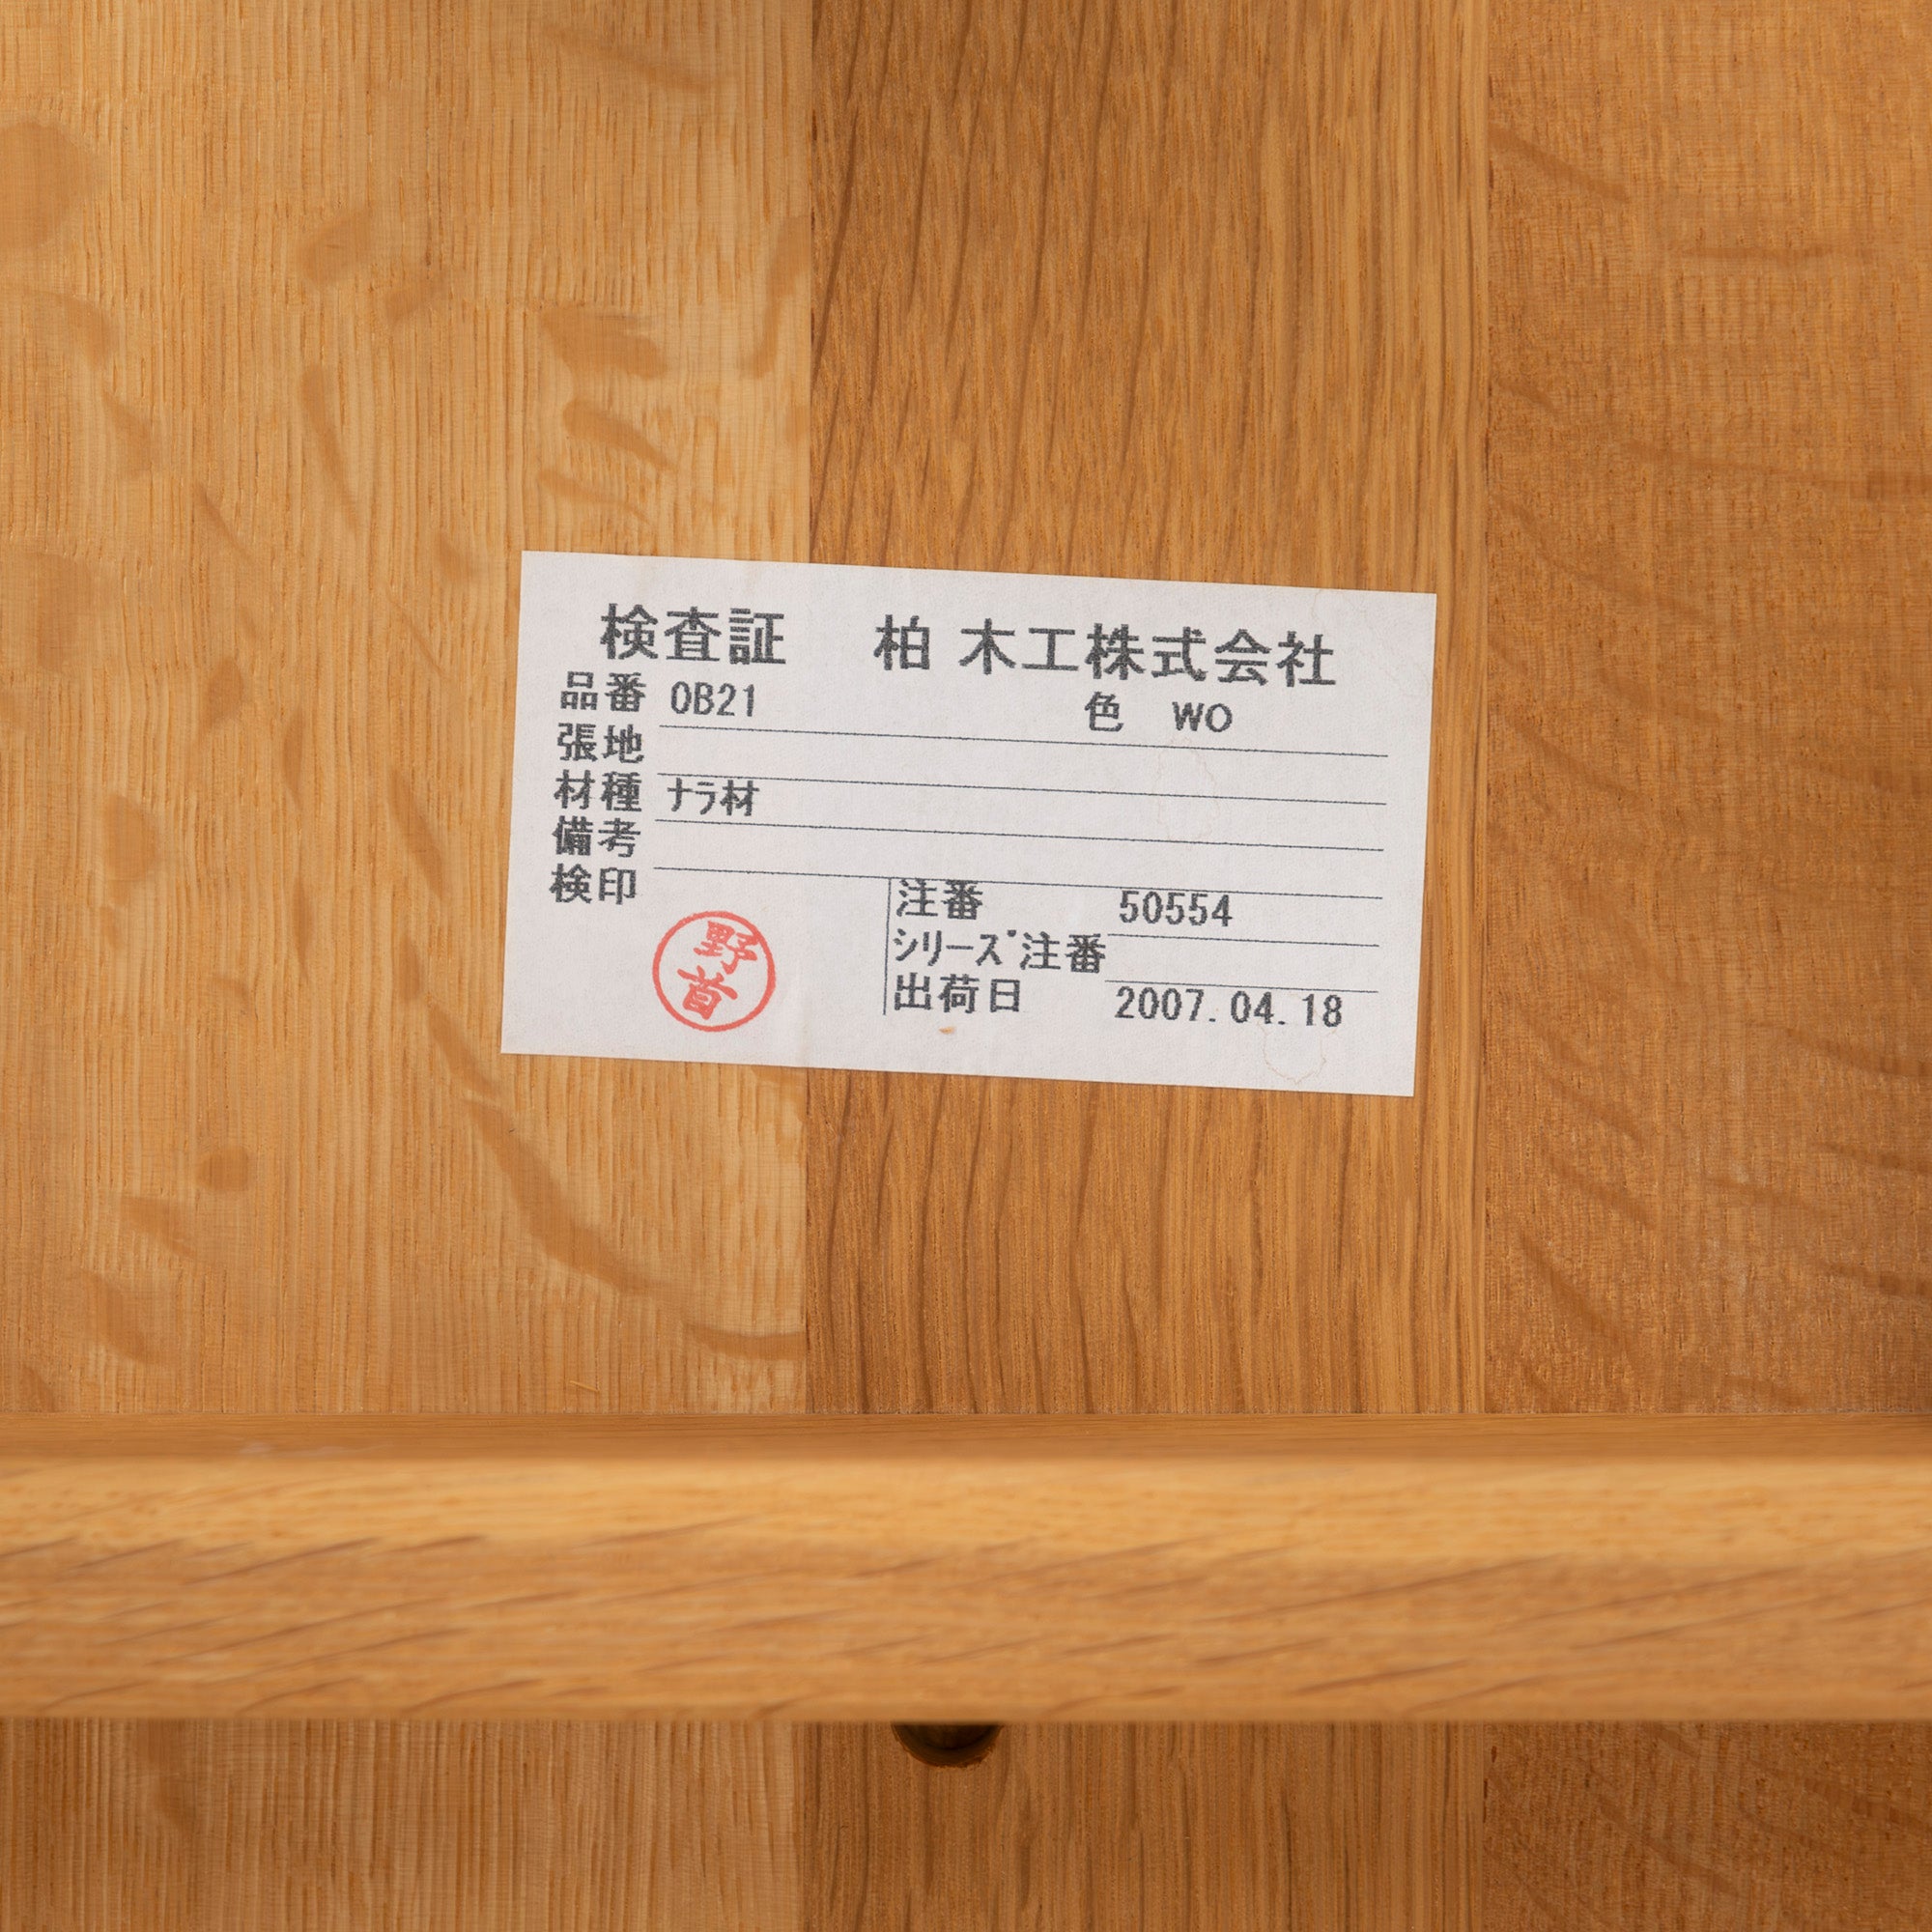 検査証 柏 木工株式会社
品番 OB21 色 WO
張地
材種 ナラ材
備考
検印
野首
注番 50554
シリーズ注番
出荷日 2007.04.18